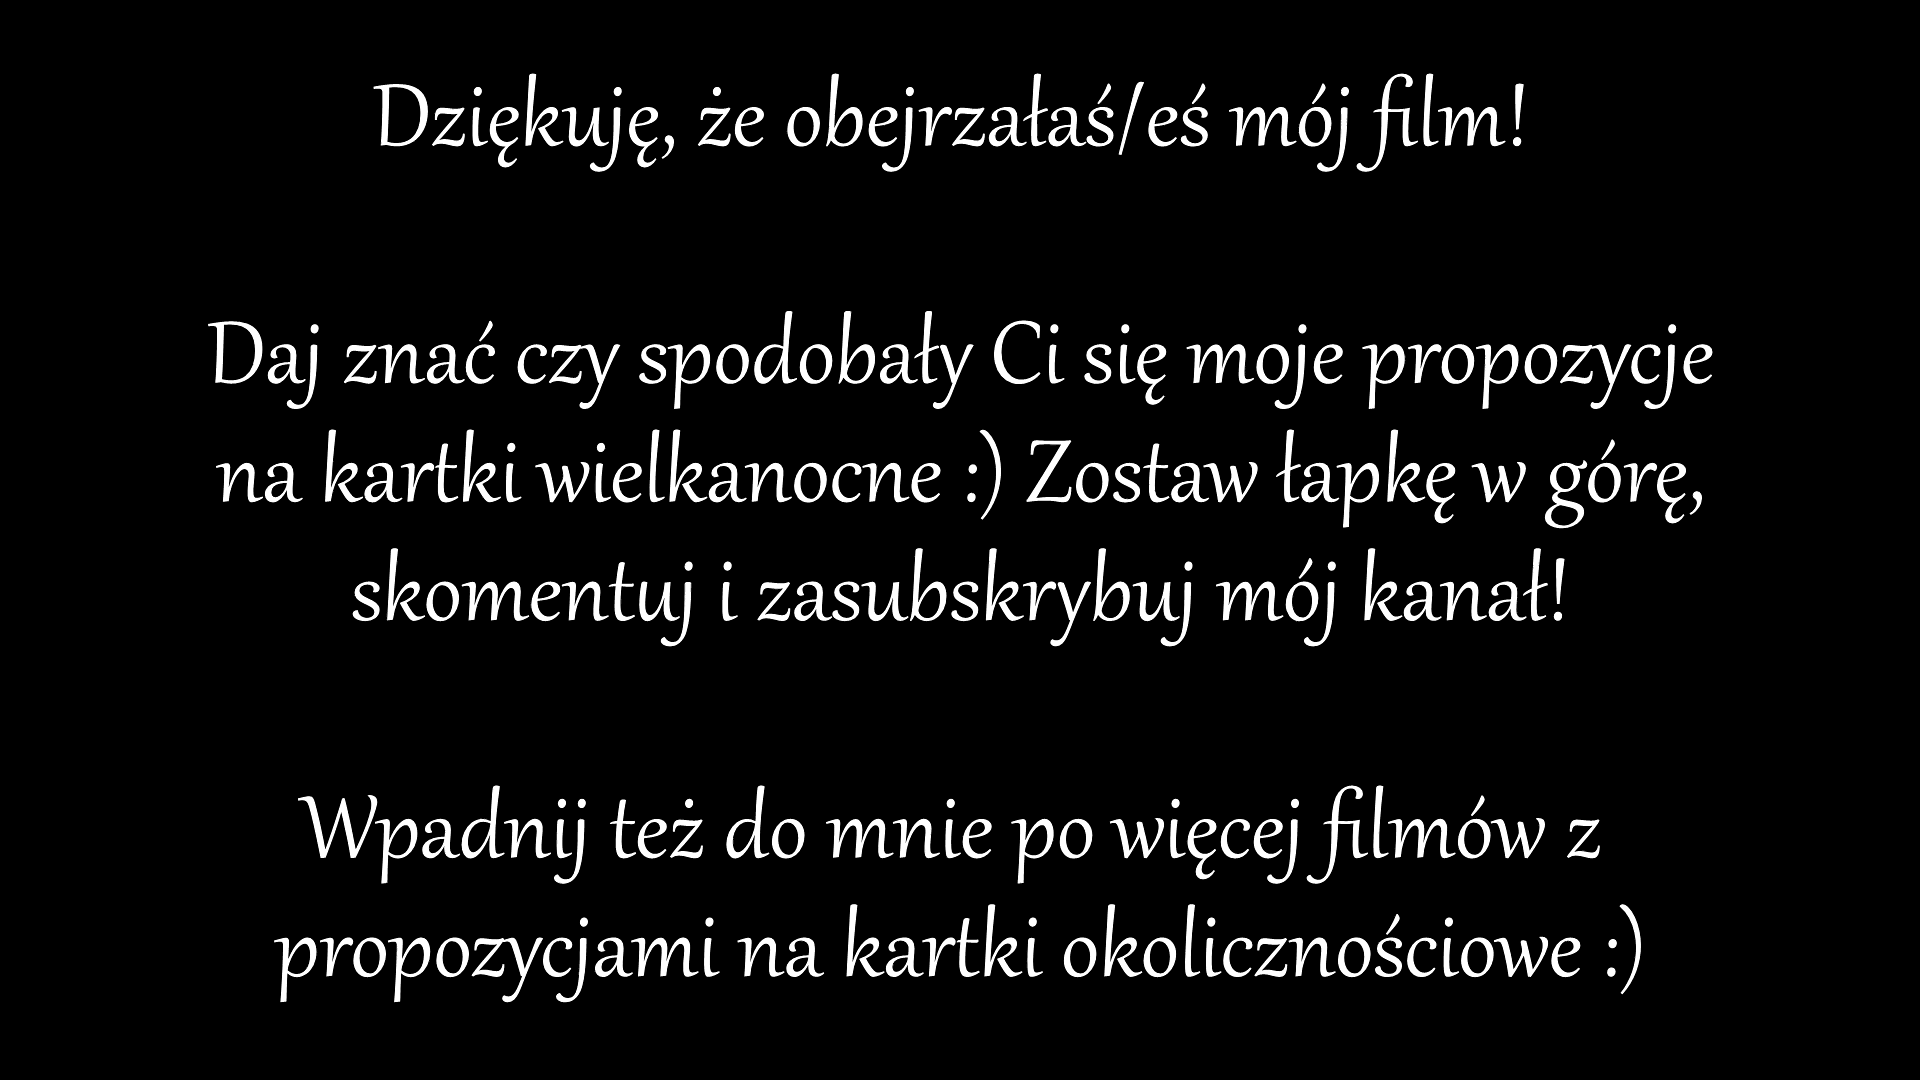 Dziękuję, że obejrzałaś/eś mój film!
Daj znać czy spodobały Ci się moje propozycje
na kartki wielkanocne :) Zostaw łapkę w górę,
skomentuj i zasubskrybuj mój kanał!
Wpadnij też do mnie po więcej filmów z
propozycjami na kartki okolicznościowe :)